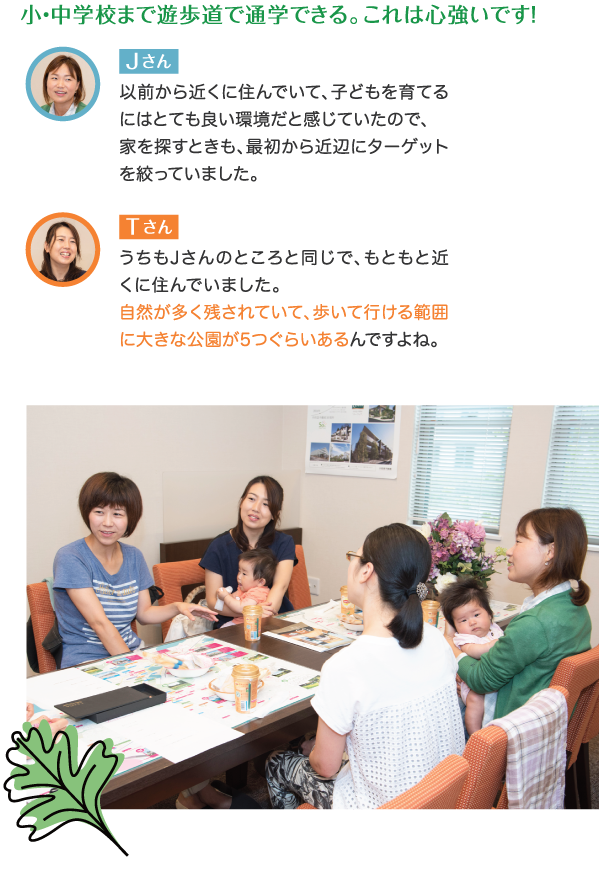 小・中学校まで遊歩道で通学できる。これは心強いです!
Jさん
以前から近くに住んでいて、子どもを育てる
にはとても良い環境だと感じていたので、
家を探すときも、最初から近辺にターゲット
を絞っていました。
Tさん
うちもJさんのところと同じで、もともと近
くに住んでいました。
自然が多く残されていて、歩いて行ける範囲
に大きな公園が5つぐらいあるんですよね。